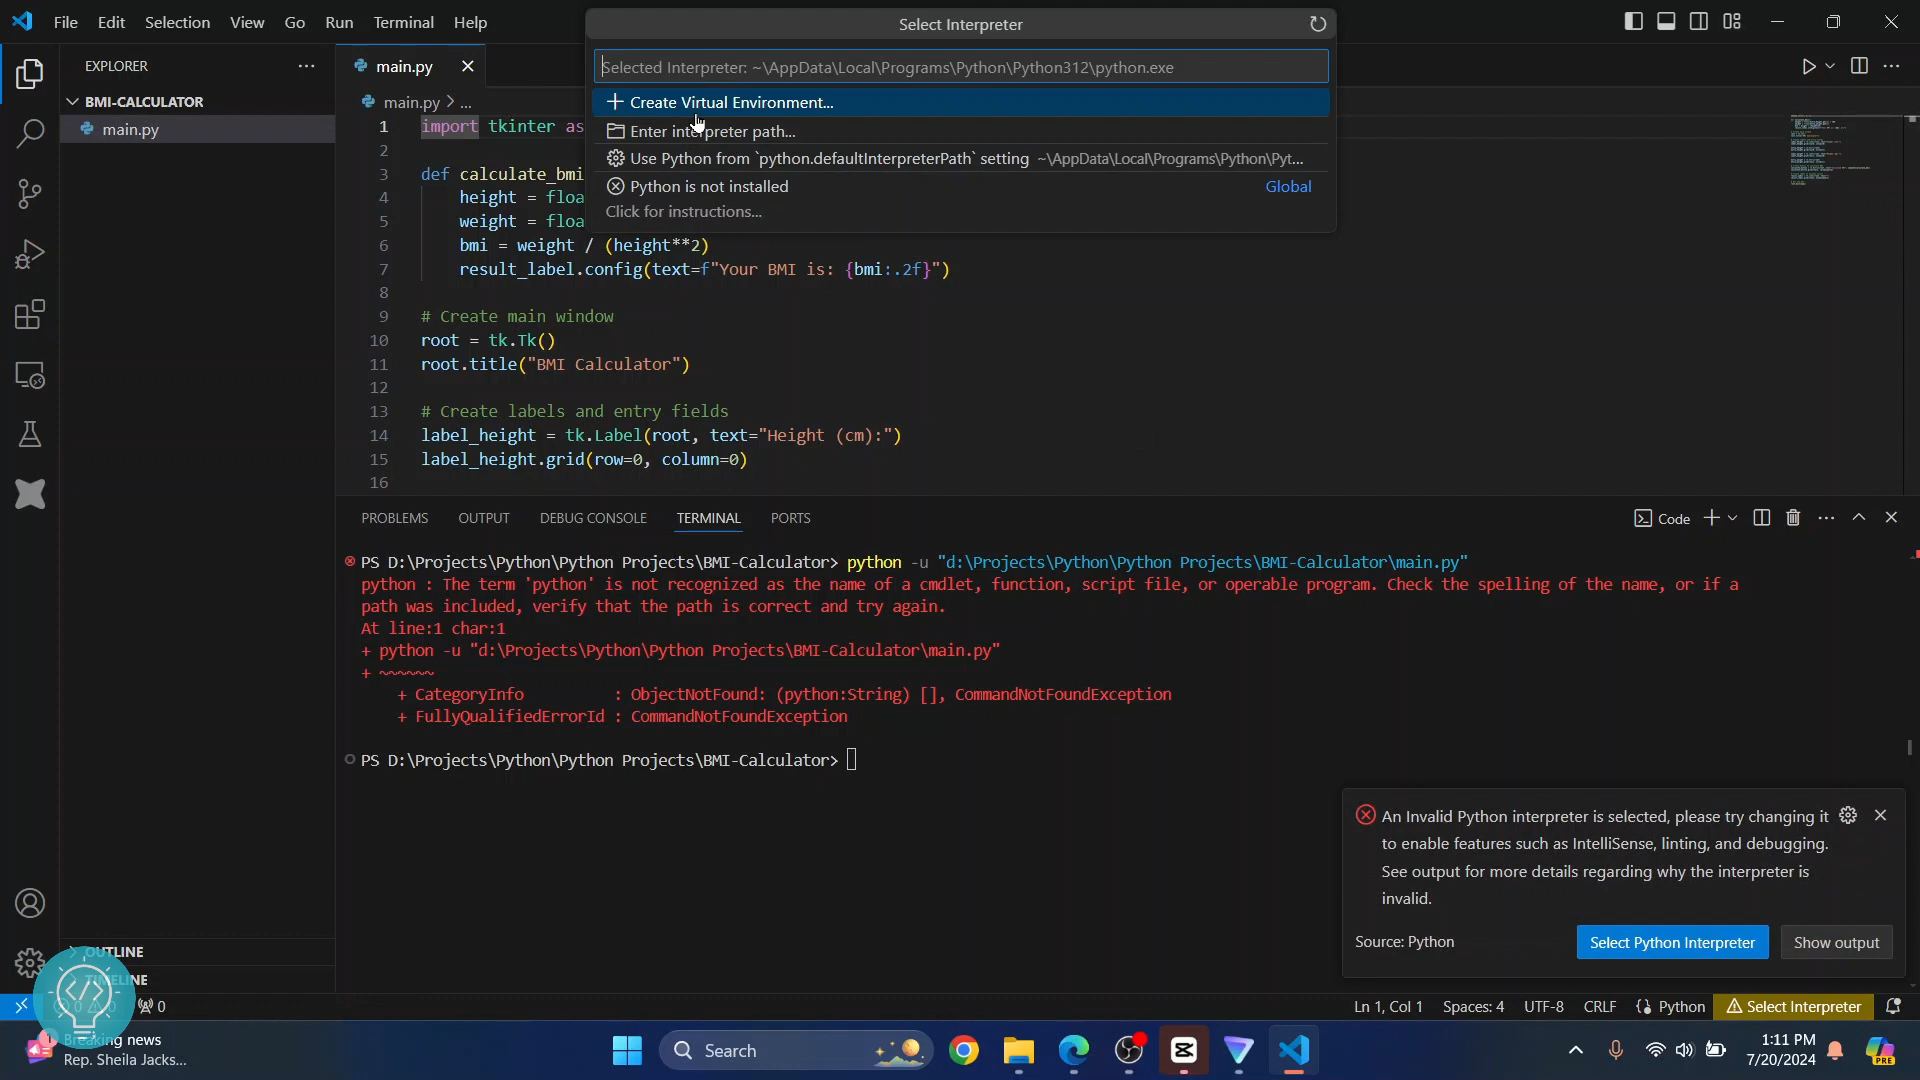 File Edit Selection View Go Run Terminal Help
Select Interpreter
Selected Interpreter: ~\AppData\Local\Programs\Python\Python312\python.exe
Create Virtual Environment...
Enter interpreter path...
Use Python from `python.defaultInterpreterPath` setting ~\AppData\Local\Programs\Python\Pyt...
Python is not installed Global
Click for instructions...
EXPLORER
BMI-CALCULATOR
main.py
main.py
main.py > ...
1 import tkinter as
2
3 def calculate_bmi
4 height = floa
5 weight = floa
6 bmi = weight / (height**2)
7 result_label.config(text=f"Your BMI is: {bmi:.2f}")
8
9 # Create main window
10 root = tk.Tk()
11 root.title("BMI Calculator")
12
13 # Create labels and entry fields
14 label_height = tk.Label(root, text="Height (cm):")
15 label_height.grid(row=0, column=0)
16
PROBLEMS OUTPUT DEBUG CONSOLE TERMINAL PORTS
Code
PS D:\Projects\Python\Python Projects\BMI-Calculator> python -u "d:\Projects\Python\Python Projects\BMI-Calculator\main.py"
python : The term 'python' is not recognized as the name of a cmdlet, function, script file, or operable program. Check the spelling of the name, or if a
path was included, verify that the path is correct and try again.
At line:1 char:1
+ python -u "d:\Projects\Python\Python Projects\BMI-Calculator\main.py"
+ ~~~~~~
+ CategoryInfo : ObjectNotFound: (python:String) [], CommandNotFoundException
+ FullyQualifiedErrorId : CommandNotFoundException
PS D:\Projects\Python\Python Projects\BMI-Calculator>
An Invalid Python interpreter is selected, please try changing it
to enable features such as IntelliSense, linting, and debugging.
See output for more details regarding why the interpreter is
invalid.
Source: Python
Select Python Interpreter
Show output
OUTLINE
TIMELINE
0 0 0
Ln 1, Col 1 Spaces: 4 UTF-8 CRLF {} Python Select Interpreter
Breaking news
Rep. Sheila Jacks...
Search
1:11 PM
7/20/2024
PRE